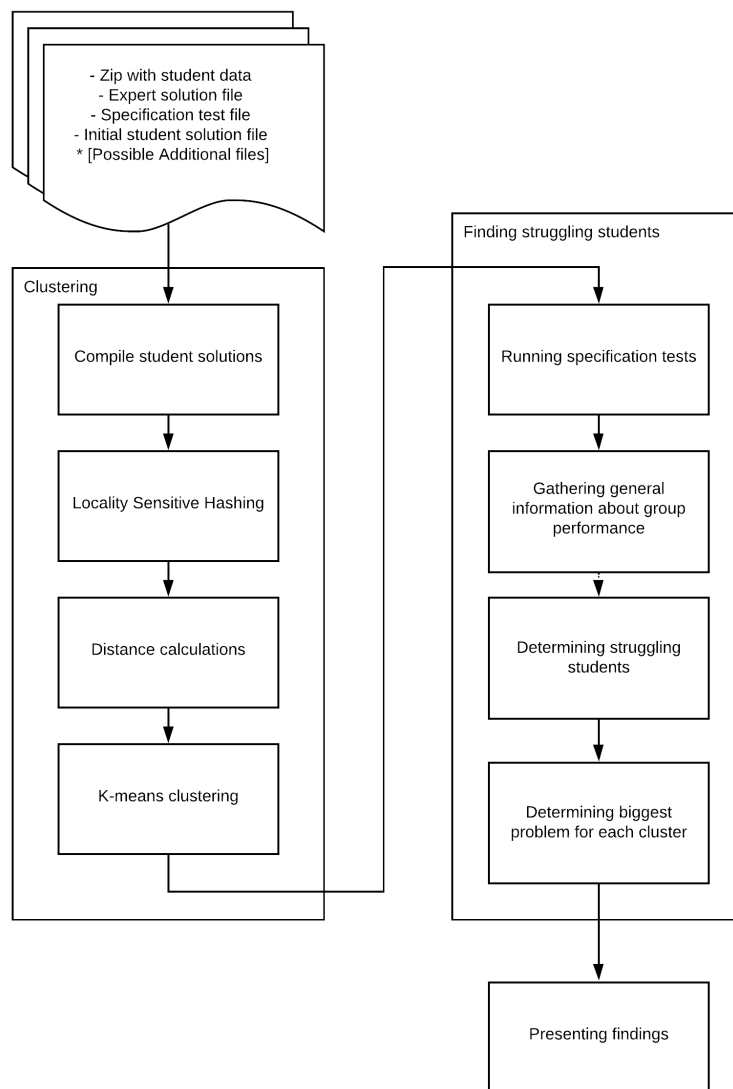 - Zip with student data
- Expert solution file
- Specification test file
- Initial student solution file
* [Possible Additional files]
Clustering
Compile student solutions
Locality Sensitive Hashing
Distance calculations
K-means clustering
Finding struggling students
Running specification tests
Gathering general
information about group
performance
Determining struggling
students
Determining biggest
problem for each cluster
Presenting findings